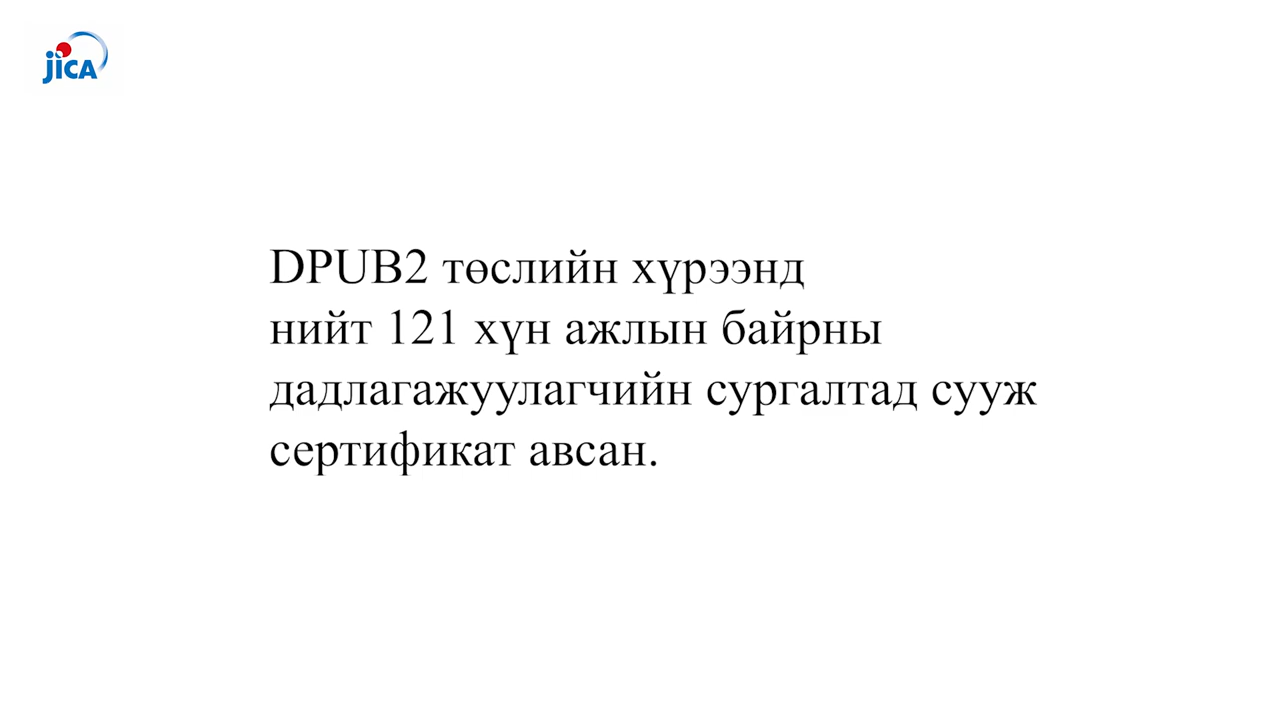 jica
DPUB2 төслийн хүрээнд
нийт 121 хүн ажлын байрны
дадлагажуулагчийн сургалтад сууж
сертификат авсан.